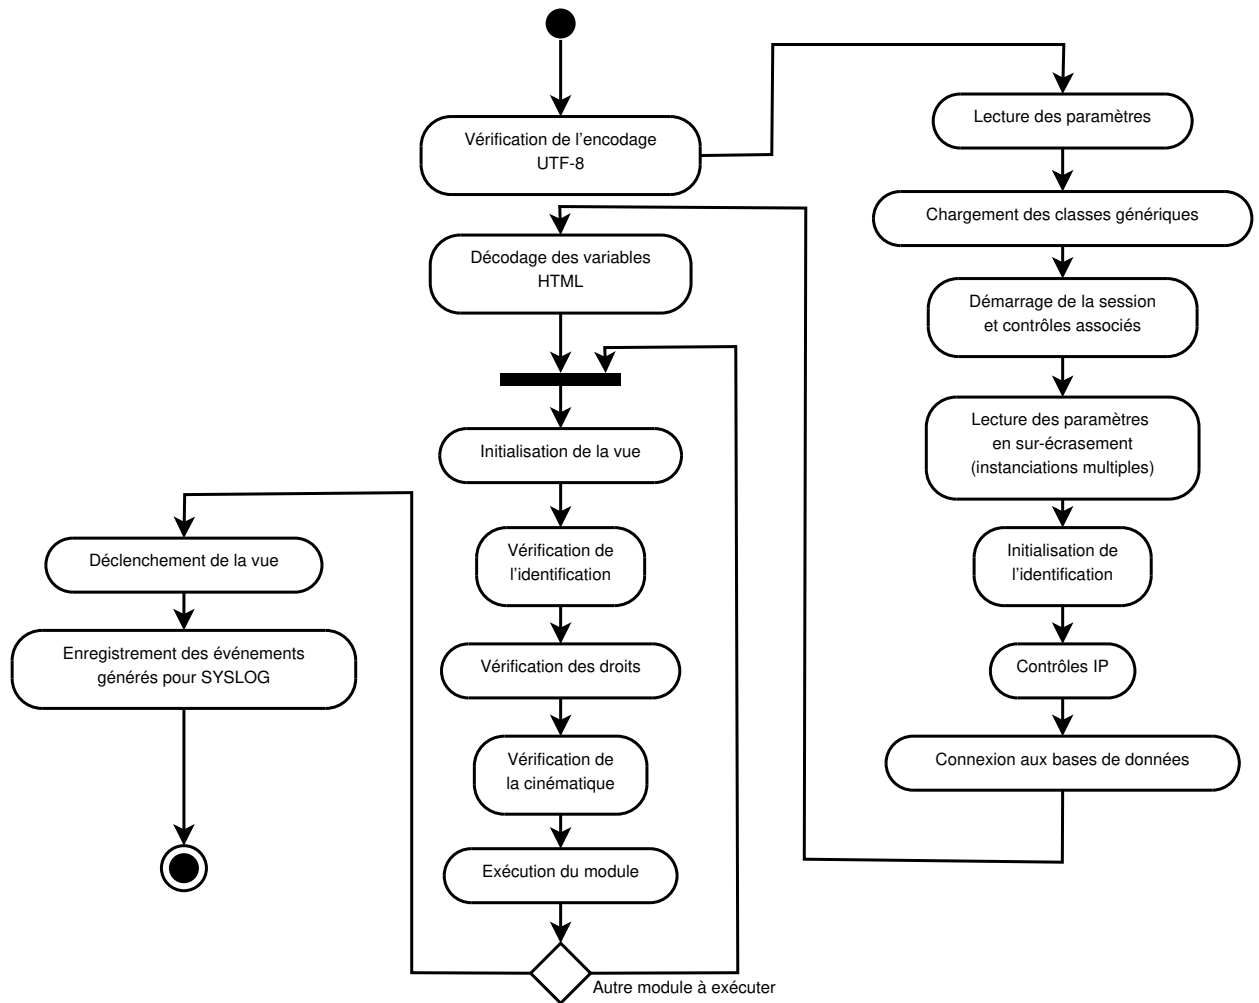 Vérification de l'encodage
UTF-8
Lecture des paramètres
Chargement des classes génériques
Démarrage de la session
et contrôles associés
Lecture des paramètres
en sur-écrasement
(instanciations multiples)
Initialisation de
l'identification
Contrôles IP
Connexion aux bases de données
Décodage des variables
HTML
Initialisation de la vue
Vérification de
l'identification
Vérification des droits
Vérification de
la cinématique
Exécution du module
Autre module à exécuter
Déclenchement de la vue
Enregistrement des événements
générés pour SYSLOG